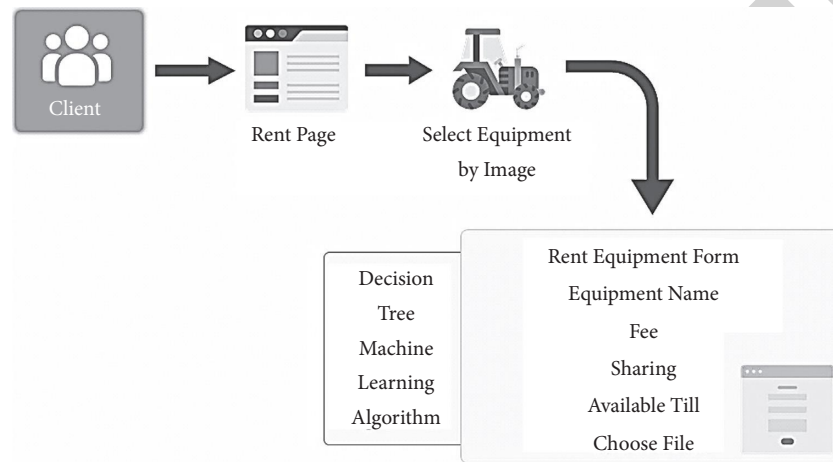 Client
Rent Page
Select Equipment
by Image
Decision
Tree
Machine
Learning
Algorithm
Rent Equipment Form
Equipment Name
Fee
Sharing
Available Till
Choose File